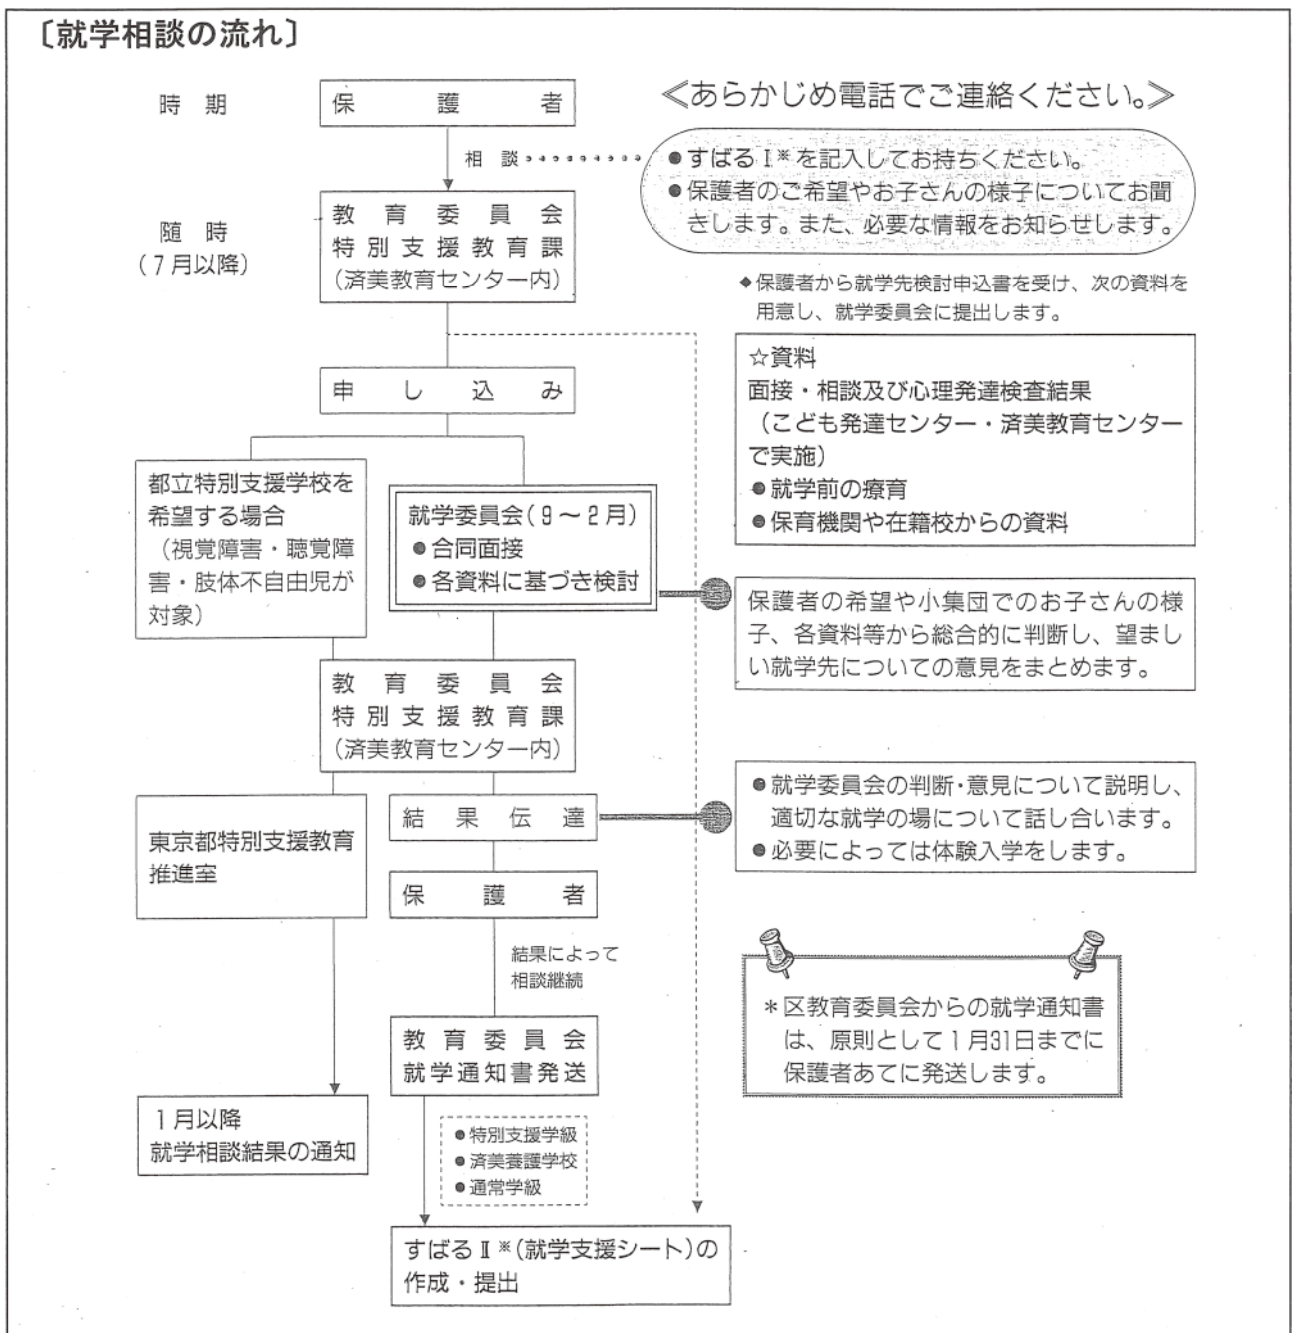 〔就学相談の流れ〕
時期
保護者
≪あらかじめ電話でご連絡ください。≫
相談
●すばるⅠ※を記入してお持ちください。
●保護者のご希望やお子さんの様子についてお聞
きします。また、必要な情報をお知らせします。
随時
(7月以降)
教育委員会
特別支援教育課
(済美教育センター内)
◆保護者から就学先検討申込書を受け、次の資料を
用意し、就学委員会に提出します。
☆資料
面接・相談及び心理発達検査結果
(こども発達センター・済美教育センター
で実施)
●就学前の療育
●保育機関や在籍校からの資料
申し込み
都立特別支援学校を
希望する場合
(視覚障害・聴覚障
害・肢体不自由児が
対象)
就学委員会(9～2月)
●合同面接
●各資料に基づき検討
保護者の希望や小集団でのお子さんの様
子、各資料等から総合的に判断し、望まし
い就学先についての意見をまとめます。
教育委員会
特別支援教育課
(済美教育センター内)
東京都特別支援教育
推進室
結果伝達
●就学委員会の判断・意見について説明し、
適切な就学の場について話し合います。
●必要によっては体験入学をします。
保護者
結果によって
相談継続
教育委員会
就学通知書発送
＊区教育委員会からの就学通知書
は、原則として1月31日までに
保護者あてに発送します。
1月以降
就学相談結果の通知
●特別支援学級
●済美養護学校
●通常学級
すばるⅡ※(就学支援シート)の
作成・提出